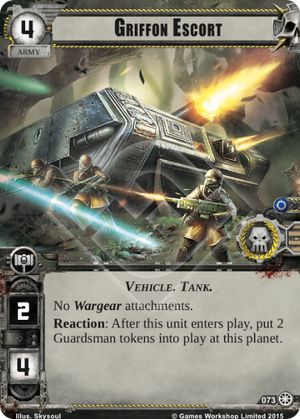 4
GRIFFON ESCORT
ARMY
VEHICLE. TANK.
2
No Wargear attachments.
Reaction: After this unit enters play, put 2
Guardsman tokens into play at this planet.
4
073
Illus. Skysoul
© Games Workshop Limited 2015